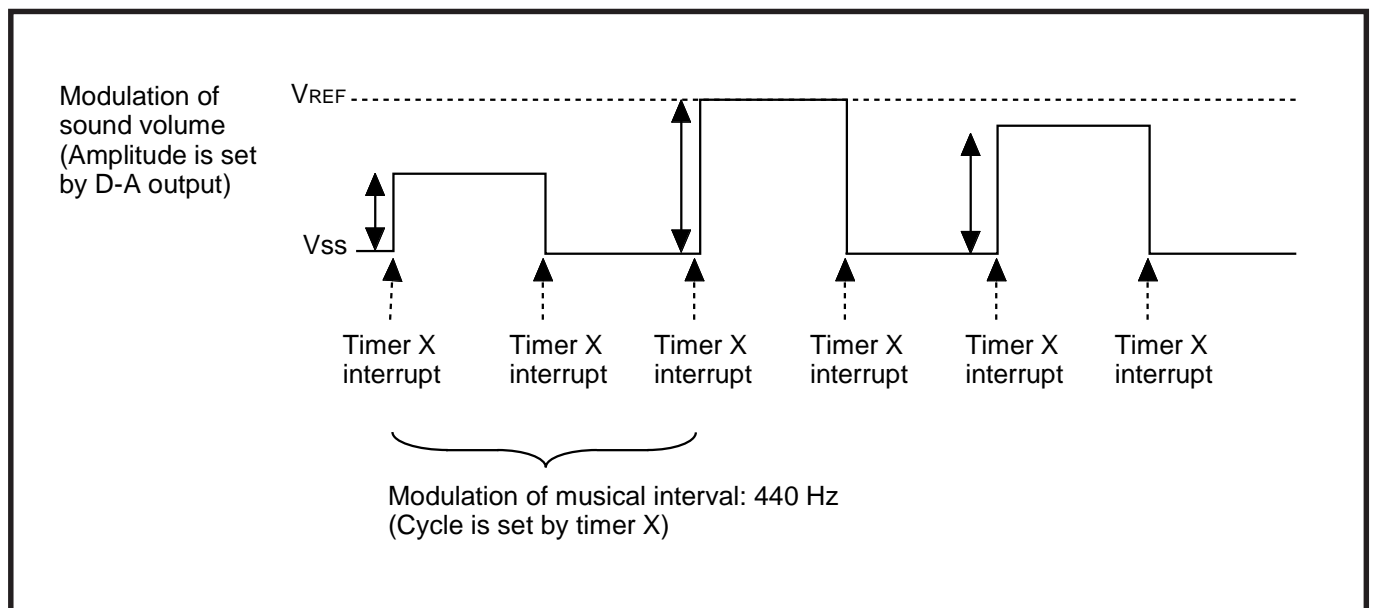 Modulation of
sound volume
(Amplitude is set
by D-A output)
VREF
VSS
Timer X
interrupt
Timer X
interrupt
Timer X
interrupt
Timer X
interrupt
Timer X
interrupt
Timer X
interrupt
Modulation of musical interval: 440 Hz
(Cycle is set by timer X)